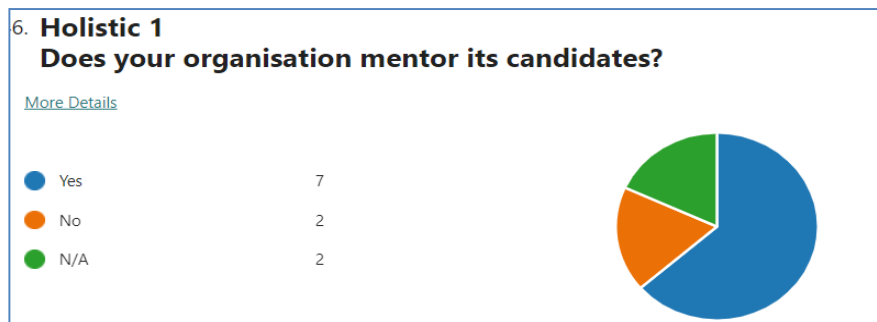 6. Holistic 1
Does your organisation mentor its candidates?
More Details
Yes 7
No 2
N/A 2